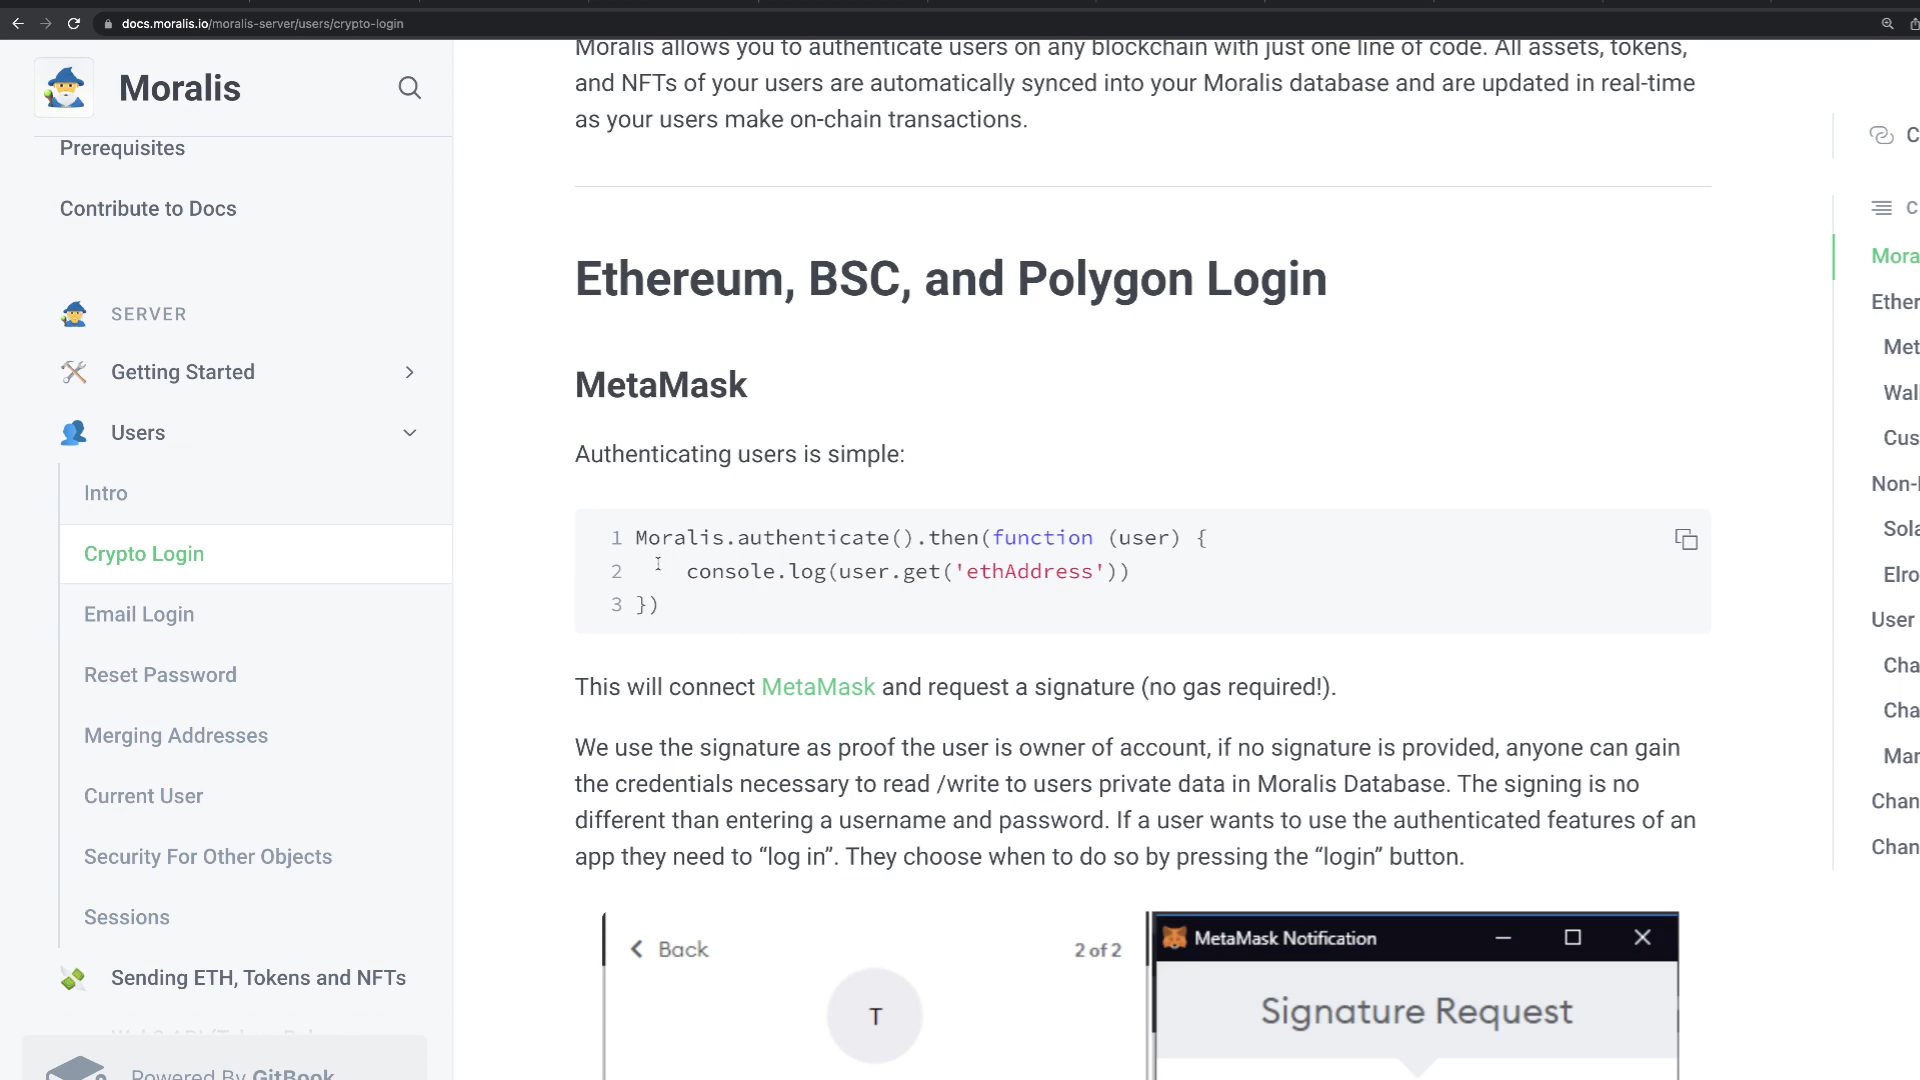 docs.moralis.io/moralis-server/users/crypto-login
Moralis
Prerequisites
Contribute to Docs
SERVER
Getting Started
Users
Intro
Crypto Login
Email Login
Reset Password
Merging Addresses
Current User
Security For Other Objects
Sessions
Sending ETH, Tokens and NFTs
Powered By GitBook
Moralis allows you to authenticate users on any blockchain with just one line of code. All assets, tokens,
and NFTs of your users are automatically synced into your Moralis database and are updated in real-time
as your users make on-chain transactions.
Ethereum, BSC, and Polygon Login
MetaMask
Authenticating users is simple:
1 Moralis.authenticate().then(function (user) {
2 console.log(user.get('ethAddress'))
3 })
This will connect MetaMask and request a signature (no gas required!).
We use the signature as proof the user is owner of account, if no signature is provided, anyone can gain
the credentials necessary to read /write to users private data in Moralis Database. The signing is no
different than entering a username and password. If a user wants to use the authenticated features of an
app they need to “log in”. They choose when to do so by pressing the “login” button.
Back
2 of 2
T
MetaMask Notification
Signature Request
C
C
Mora
Ether
Met
Wall
Cus
Non-
Sola
Elro
User
Cha
Cha
Man
Chan
Chan